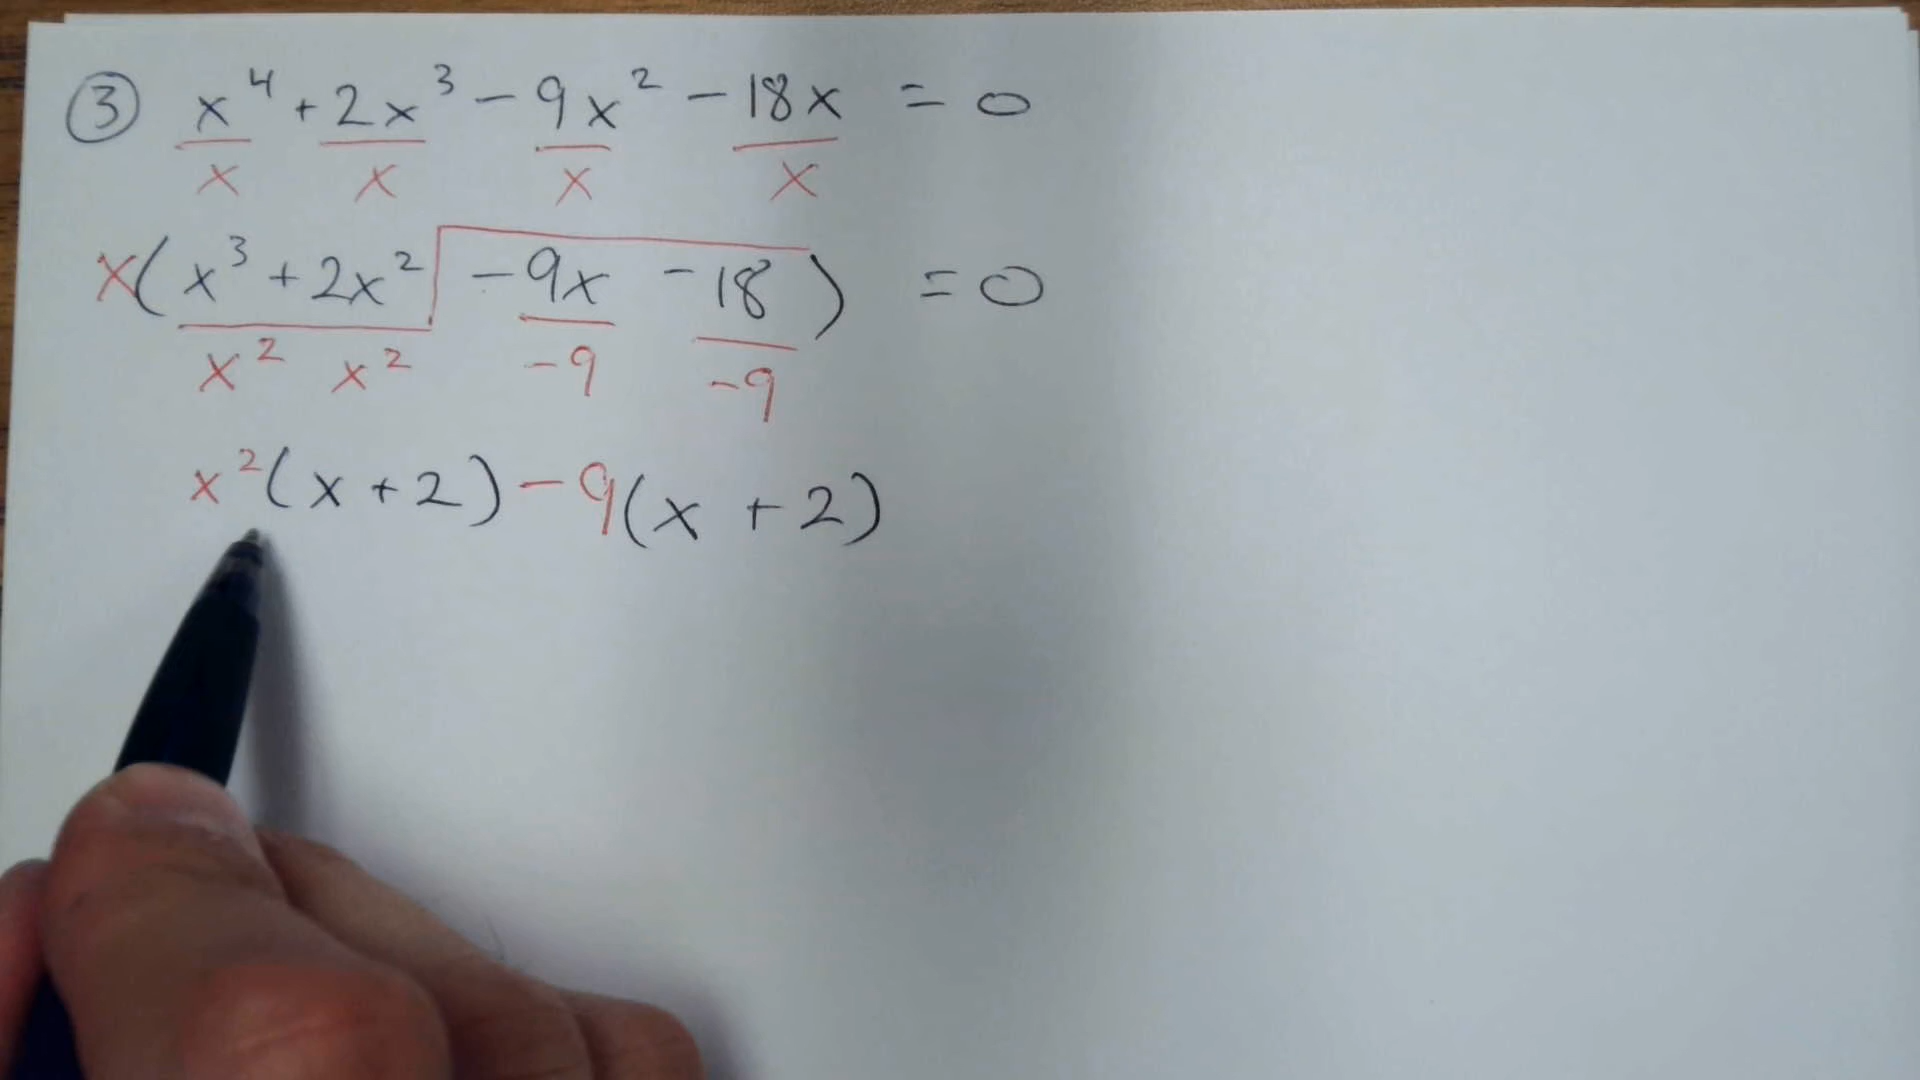 ③ x⁴ + 2x³ - 9x² - 18x = 0
x x x x
x( x³ + 2x² - 9x - 18 ) = 0
x² x² -9 -9
x²( x + 2 ) - 9( x + 2 )